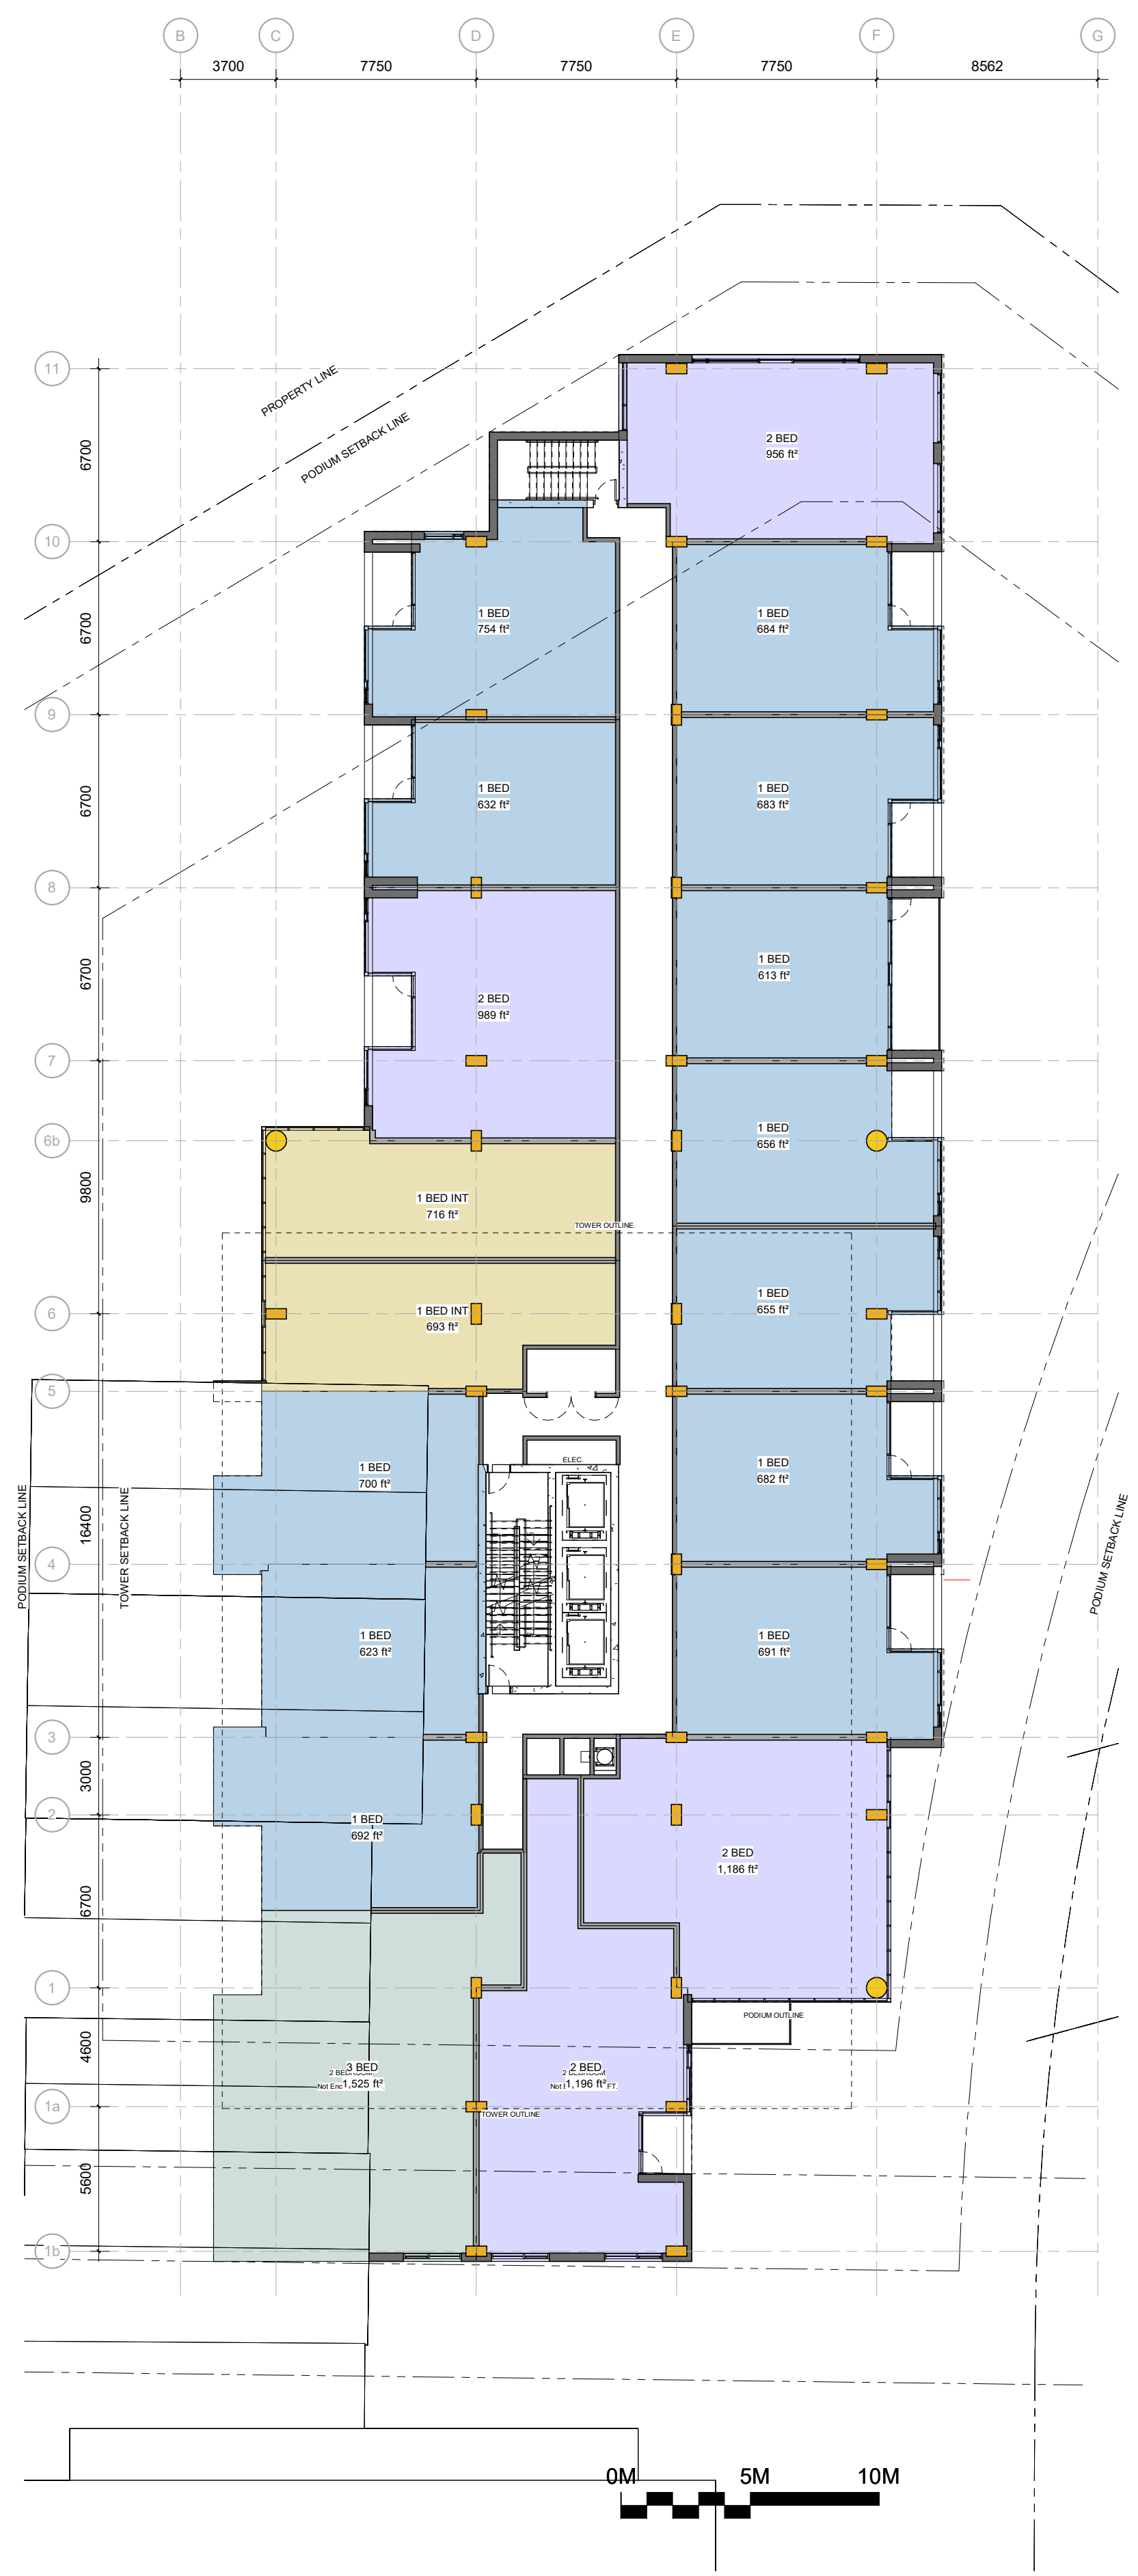 B
C
D
E
F
G
3700
7750
7750
7750
8562
11
PROPERTY LINE
PODIUM SETBACK LINE
6700
2 BED
956 ft²
10
6700
1 BED
754 ft²
1 BED
684 ft²
9
6700
1 BED
632 ft²
1 BED
683 ft²
8
6700
2 BED
989 ft²
1 BED
613 ft²
7
6b
1 BED
656 ft²
9800
1 BED INT
716 ft²
TOWER OUTLINE
1 BED INT
693 ft²
1 BED
655 ft²
6
5
PODIUM SETBACK LINE
TOWER SETBACK LINE
16400
1 BED
700 ft²
ELEC.
1 BED
682 ft²
PODIUM SETBACK LINE
4
1 BED
623 ft²
1 BED
691 ft²
3
3000
2
1 BED
692 ft²
2 BED
1,186 ft²
6700
1
PODIUM OUTLINE
4600
3 BED
1,525 ft²
2 BED
1,196 ft²
1a
TOWER OUTLINE
5600
1b
0M
5M
10M